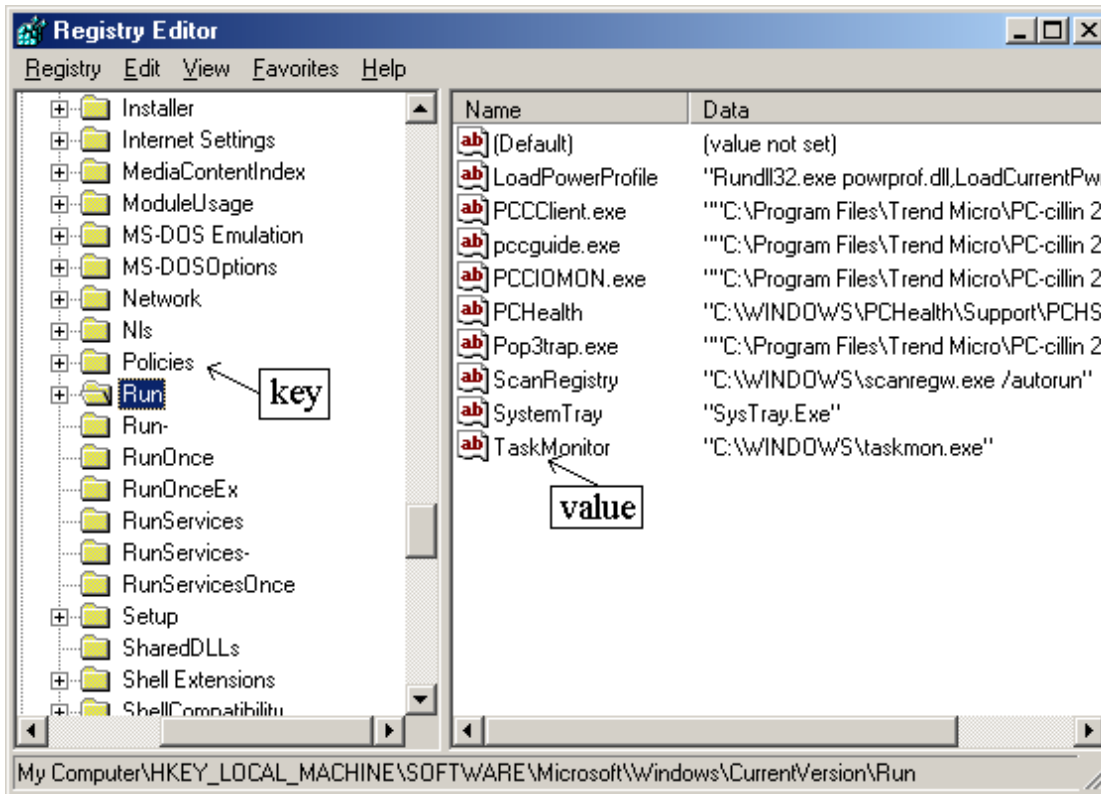 Registry Editor
Registry Edit View Favorites Help
Installer
Internet Settings
MediaContentIndex
ModuleUsage
MS-DOS Emulation
MS-DOSOptions
Network
Nls
Policies
key
Run
Run-
RunOnce
RunOnceEx
RunServices
RunServices-
RunServicesOnce
Setup
SharedDLLs
Shell Extensions
ShellCompatibility
Name Data
(Default) (value not set)
LoadPowerProfile "Rundll32.exe powrprof.dll,LoadCurrentPw
PCCClient.exe ""C:\Program Files\Trend Micro\PC-cillin 2
pccguide.exe ""C:\Program Files\Trend Micro\PC-cillin 2
PCCIOMON.exe ""C:\Program Files\Trend Micro\PC-cillin 2
PCHealth "C:\WINDOWS\PCHealth\Support\PCHS
Pop3trap.exe ""C:\Program Files\Trend Micro\PC-cillin 2
ScanRegistry "C:\WINDOWS\scanregw.exe /autorun"
SystemTray "SysTray.Exe"
TaskMonitor "C:\WINDOWS\taskmon.exe"
value
My Computer\HKEY_LOCAL_MACHINE\SOFTWARE\Microsoft\Windows\CurrentVersion\Run